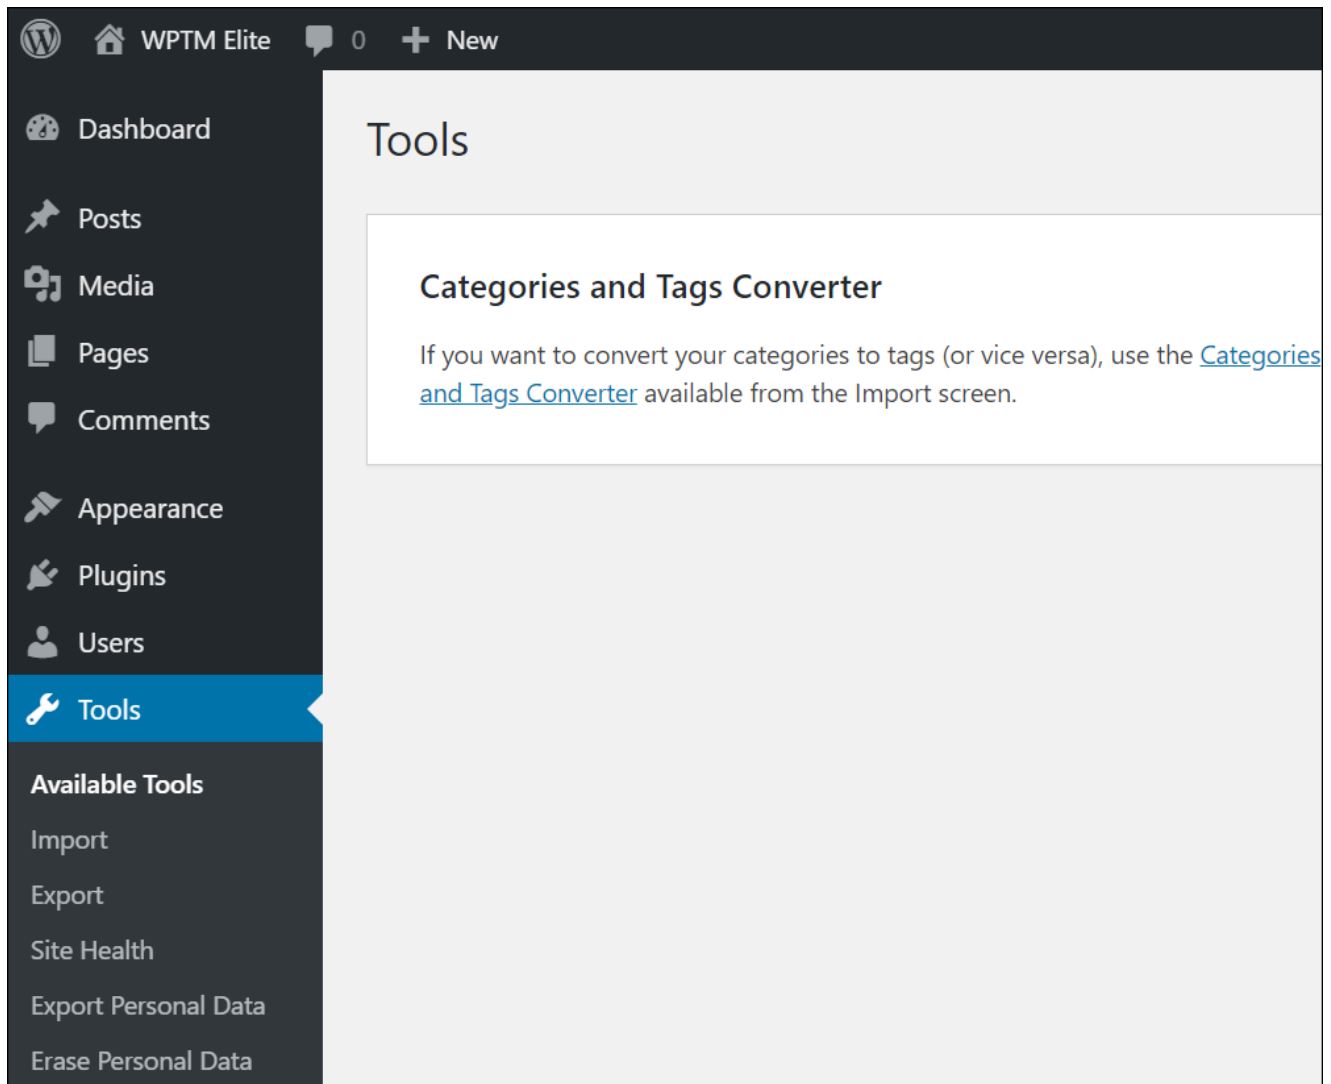 WPTM Elite 0 New
Dashboard
Posts
Media
Pages
Comments
Appearance
Plugins
Users
Tools
Available Tools
Import
Export
Site Health
Export Personal Data
Erase Personal Data
Tools
Categories and Tags Converter
If you want to convert your categories to tags (or vice versa), use the Categories
and Tags Converter available from the Import screen.